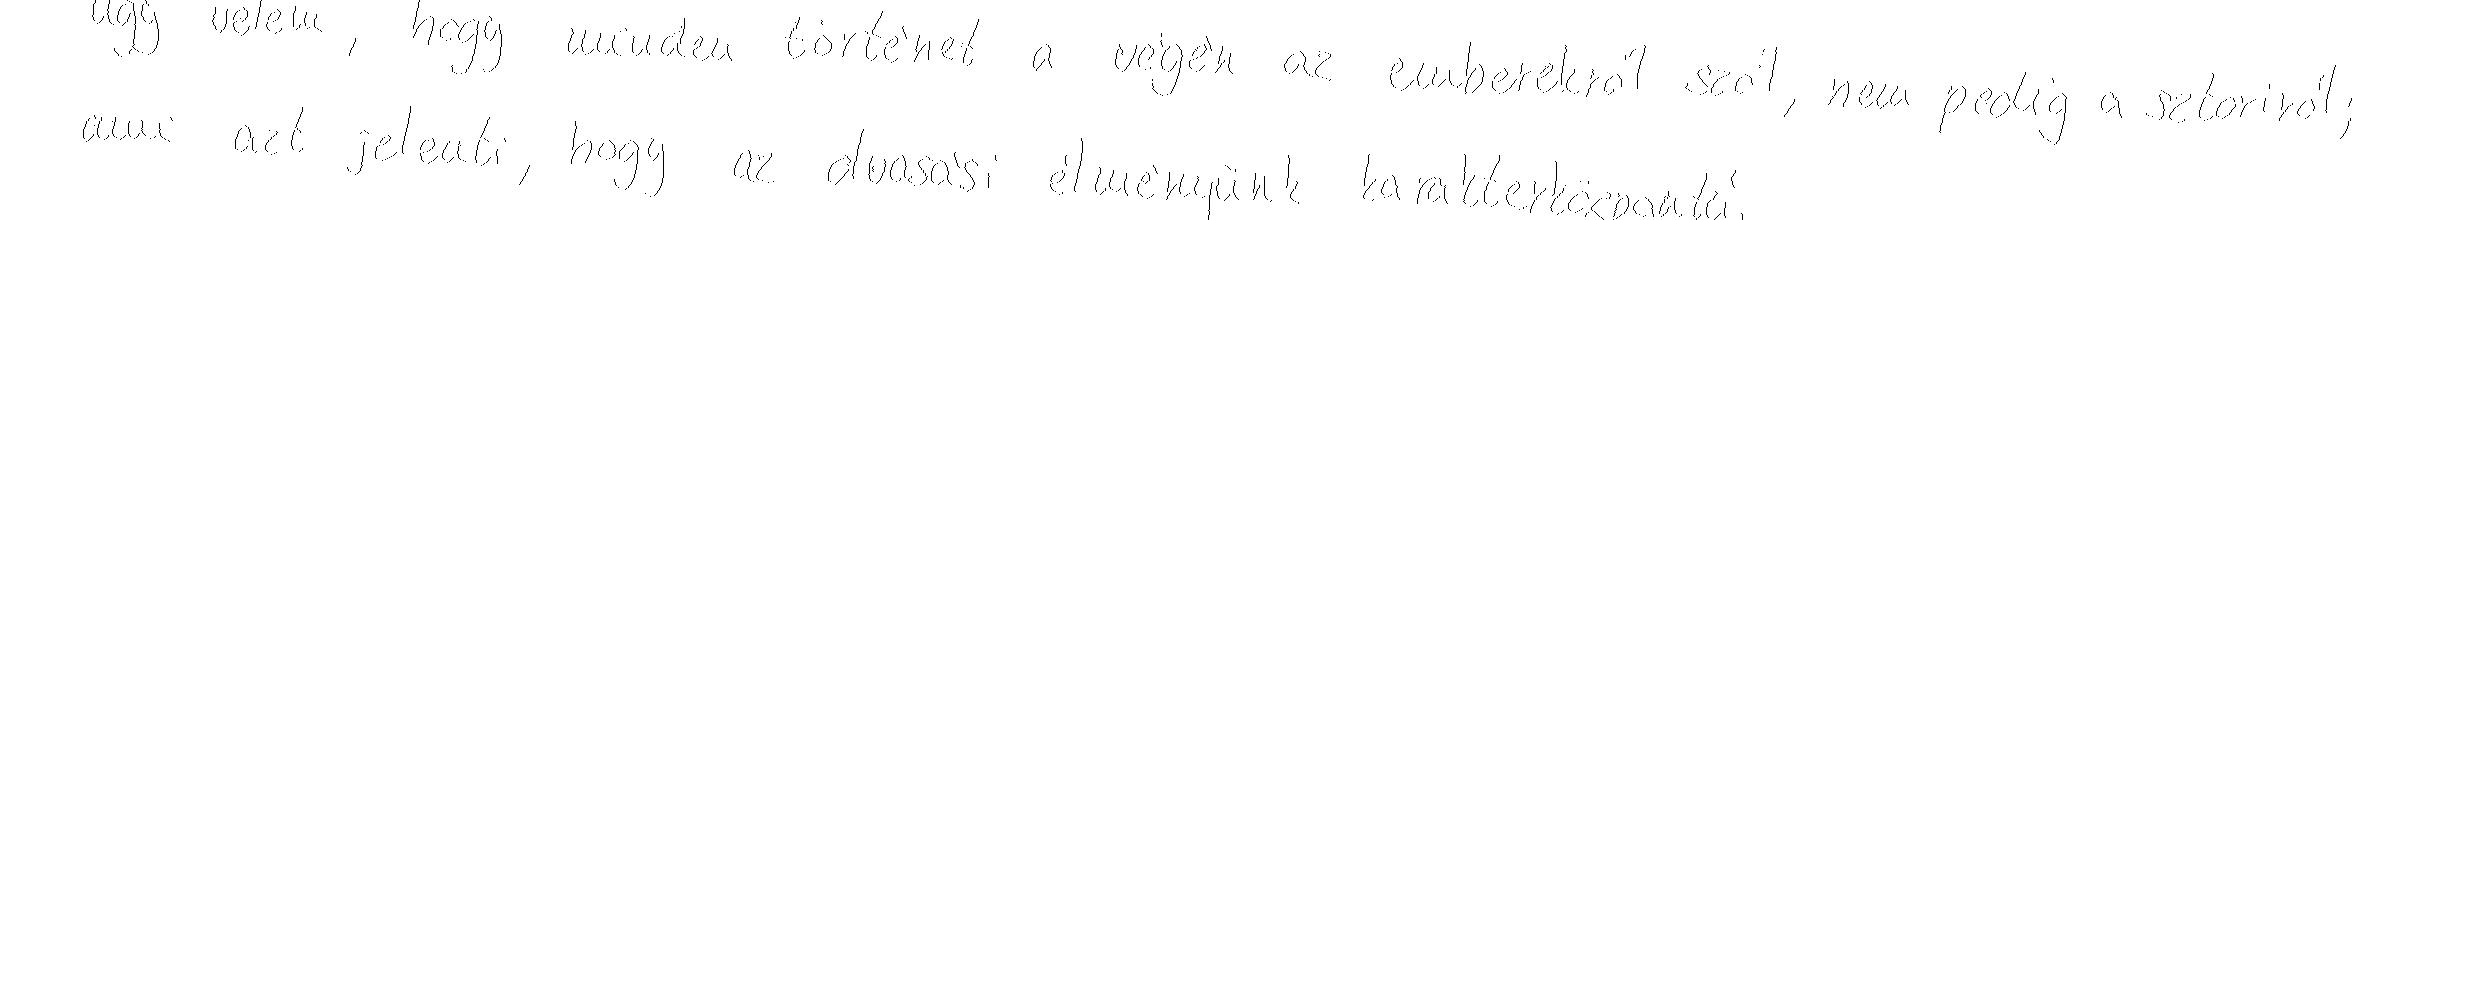 úgy vélem, hogy minden történet a végén az emberekről szól, nem pedig a sztoriról;
ami azt jelenti, hogy az olvasási élményünk karakterközpontú.